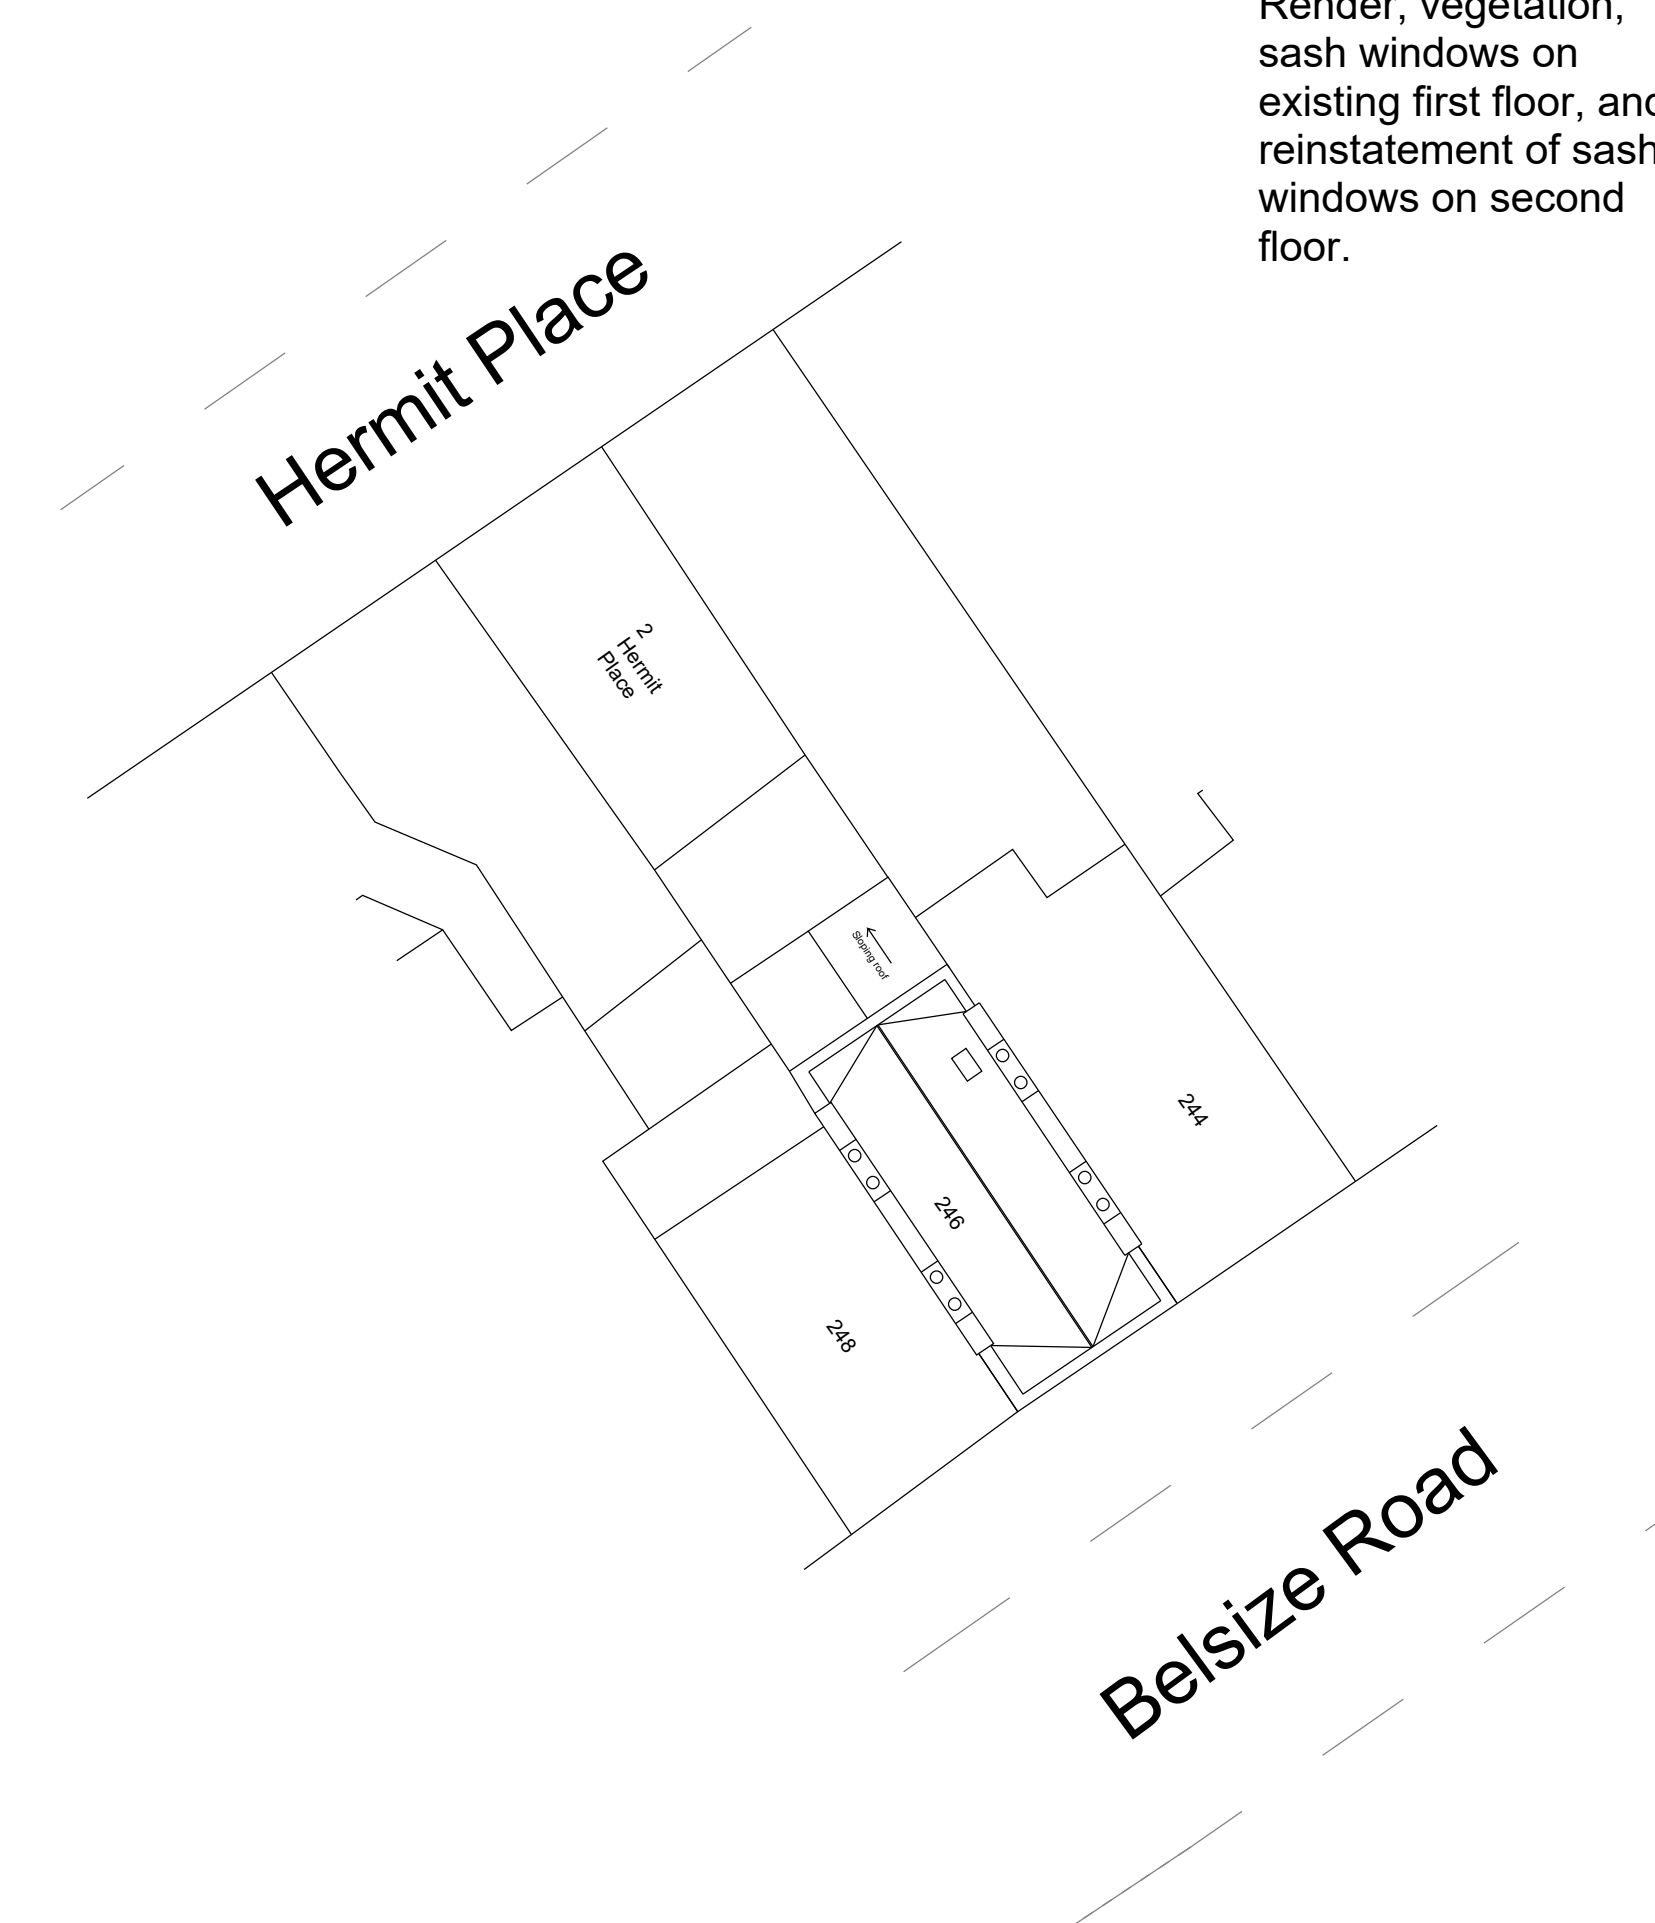 Render, vegetation,
sash windows on
existing first floor, and
reinstatement of sash
windows on second
floor.
Hermit Place
2
Hermit
Place
Sloping roof
244
246
248
Belsize Road